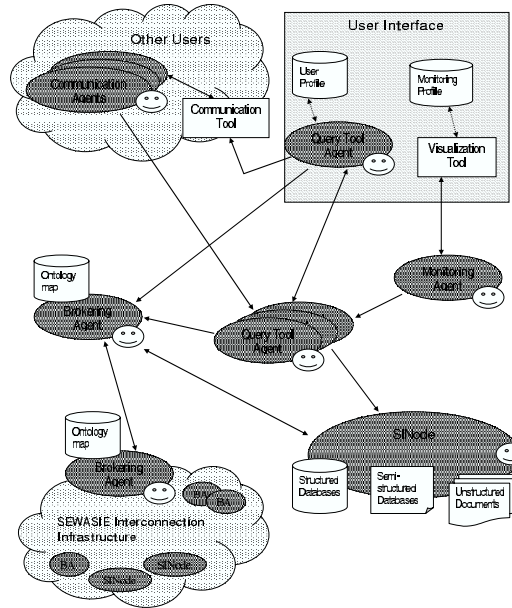 Other Users
User Interface
User
Profile
Monitoring
Profile
Communication
Agents
Communication
Tool
Query Tool
Agent
Visualization
Tool
Ontology
map
Brokering
Agent
Monitoring
Agent
Query Tool
Agent
Ontology
map
Brokering
Agent
SINode
Structured
Databases
Semi-
structured
Databases
Unstructured
Documents
BA
BA
SEWASIE Interconnection
Infrastructure
BA
SINode
SINode